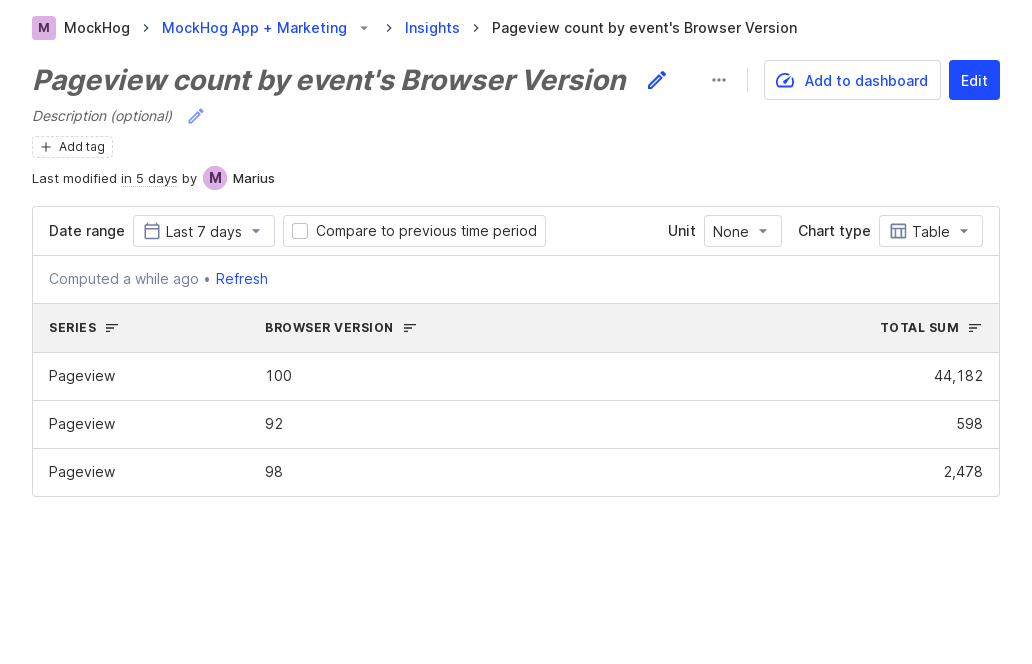 M MockHog > MockHog App + Marketing > Insights > Pageview count by event's Browser Version
Pageview count by event's Browser Version
Add to dashboard
Edit
Description (optional)
Add tag
Last modified in 5 days by M Marius
Date range Last 7 days Compare to previous time period Unit None Chart type Table
Computed a while ago • Refresh
SERIES BROWSER VERSION TOTAL SUM
Pageview 100 44,182
Pageview 92 598
Pageview 98 2,478